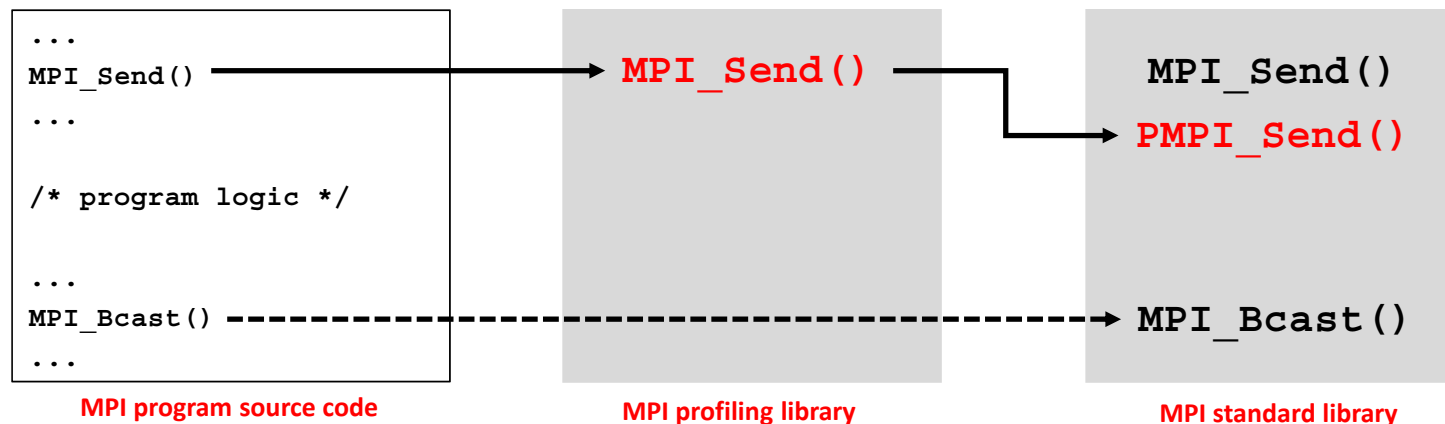 ...
MPI_Send()
...
/* program logic */
...
MPI_Bcast()
...
MPI program source code
MPI_Send()
MPI profiling library
MPI_Send()
PMPI_Send()
MPI_Bcast()
MPI standard library